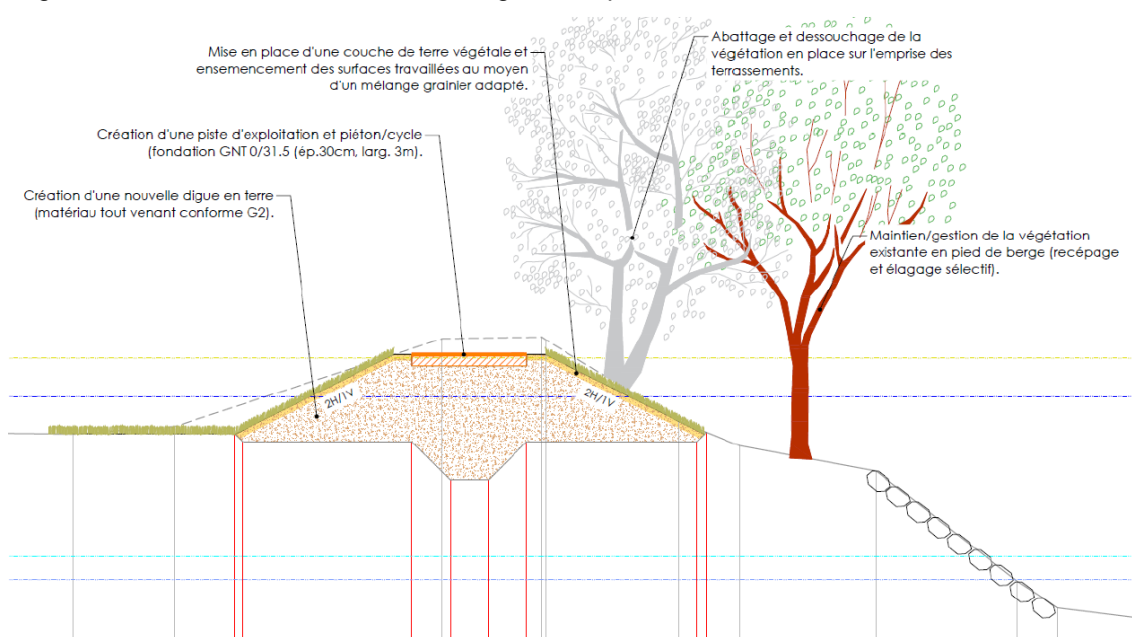 Mise en place d'une couche de terre végétale et
ensemencement des surfaces travaillées au moyen
d'un mélange grainier adapté.
Abattage et dessouchage de la
végétation en place sur l'emprise des
terrassements.
Création d'une piste d'exploitation et piéton/cycle
(fondation GNT 0/31.5 (ép.30cm, larg. 3m).
Création d'une nouvelle digue en terre
(matériau tout venant conforme G2).
Maintien/gestion de la végétation
existante en pied de berge (recépage
et élagage sélectif).
2H/1V
2H/1V